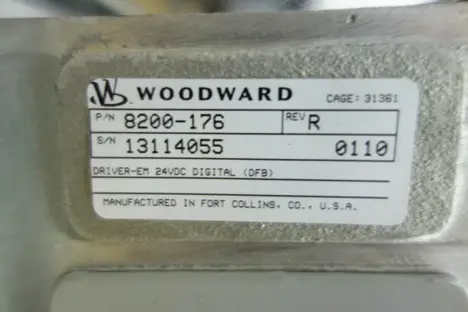 WOODWARD CAGE: 31361
P/N 8200-176 REV R
S/N 13114055 0110
DRIVER-EM 24VDC DIGITAL (DFB)
MANUFACTURED IN FORT COLLINS, CO., U.S.A.